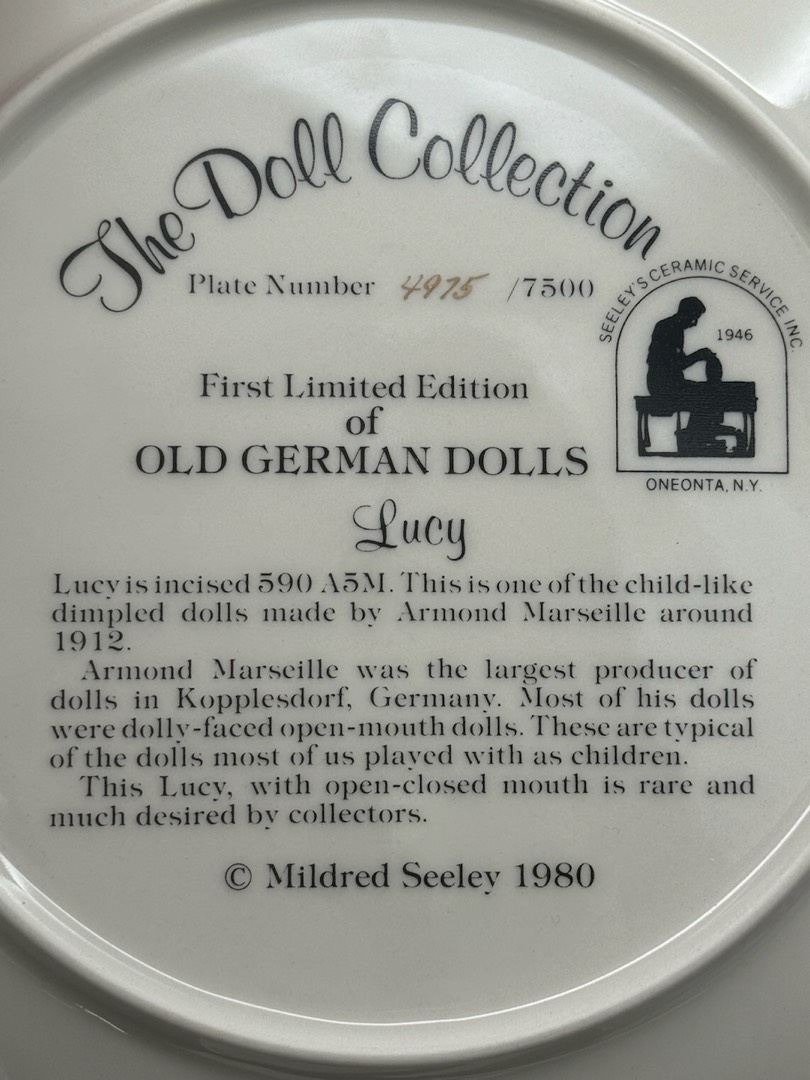 The Doll Collection
Plate Number 4975 /7500
SEELEY'S CERAMIC SERVICE INC.
1946
ONEONTA, N.Y.
First Limited Edition
of
OLD GERMAN DOLLS
Lucy
Lucy is incised 590 A5M. This is one of the child-like
dimpled dolls made by Armond Marseille around
1912.
Armond Marseille was the largest producer of
dolls in Kopplesdorf, Germany. Most of his dolls
were dolly-faced open-mouth dolls. These are typical
of the dolls most of us played with as children.
This Lucy, with open-closed mouth is rare and
much desired by collectors.
© Mildred Seeley 1980